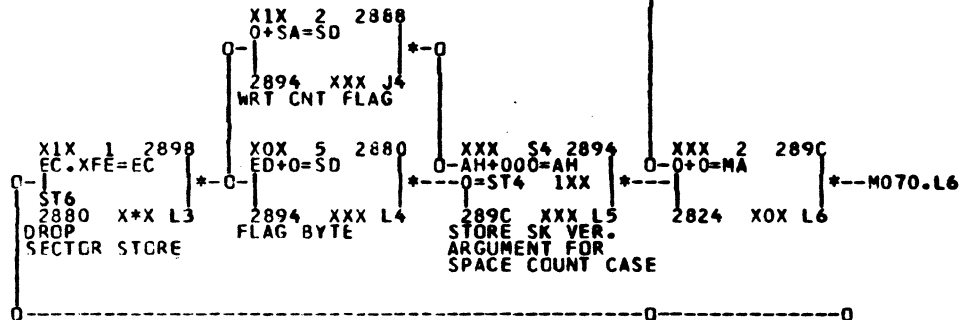 X1X 2 2888
0+SA=SD
2894 XXX J4
WRT CNT FLAG
X1X 1 2898
EC.XFE=EC
ST6
2880 X*X L3
DROP
SECTOR STORE
X0X 5 2880
ED+0=SD
2894 XXX L4
FLAG BYTE
XXX S4 2894
AH+000=AH
0=ST4 1XX
289C XXX L5
STORE SK VER.
ARGUMENT FOR
SPACE COUNT CASE
XXX 2 289C
0+0=MA
2824 X0X L6
M070.L6